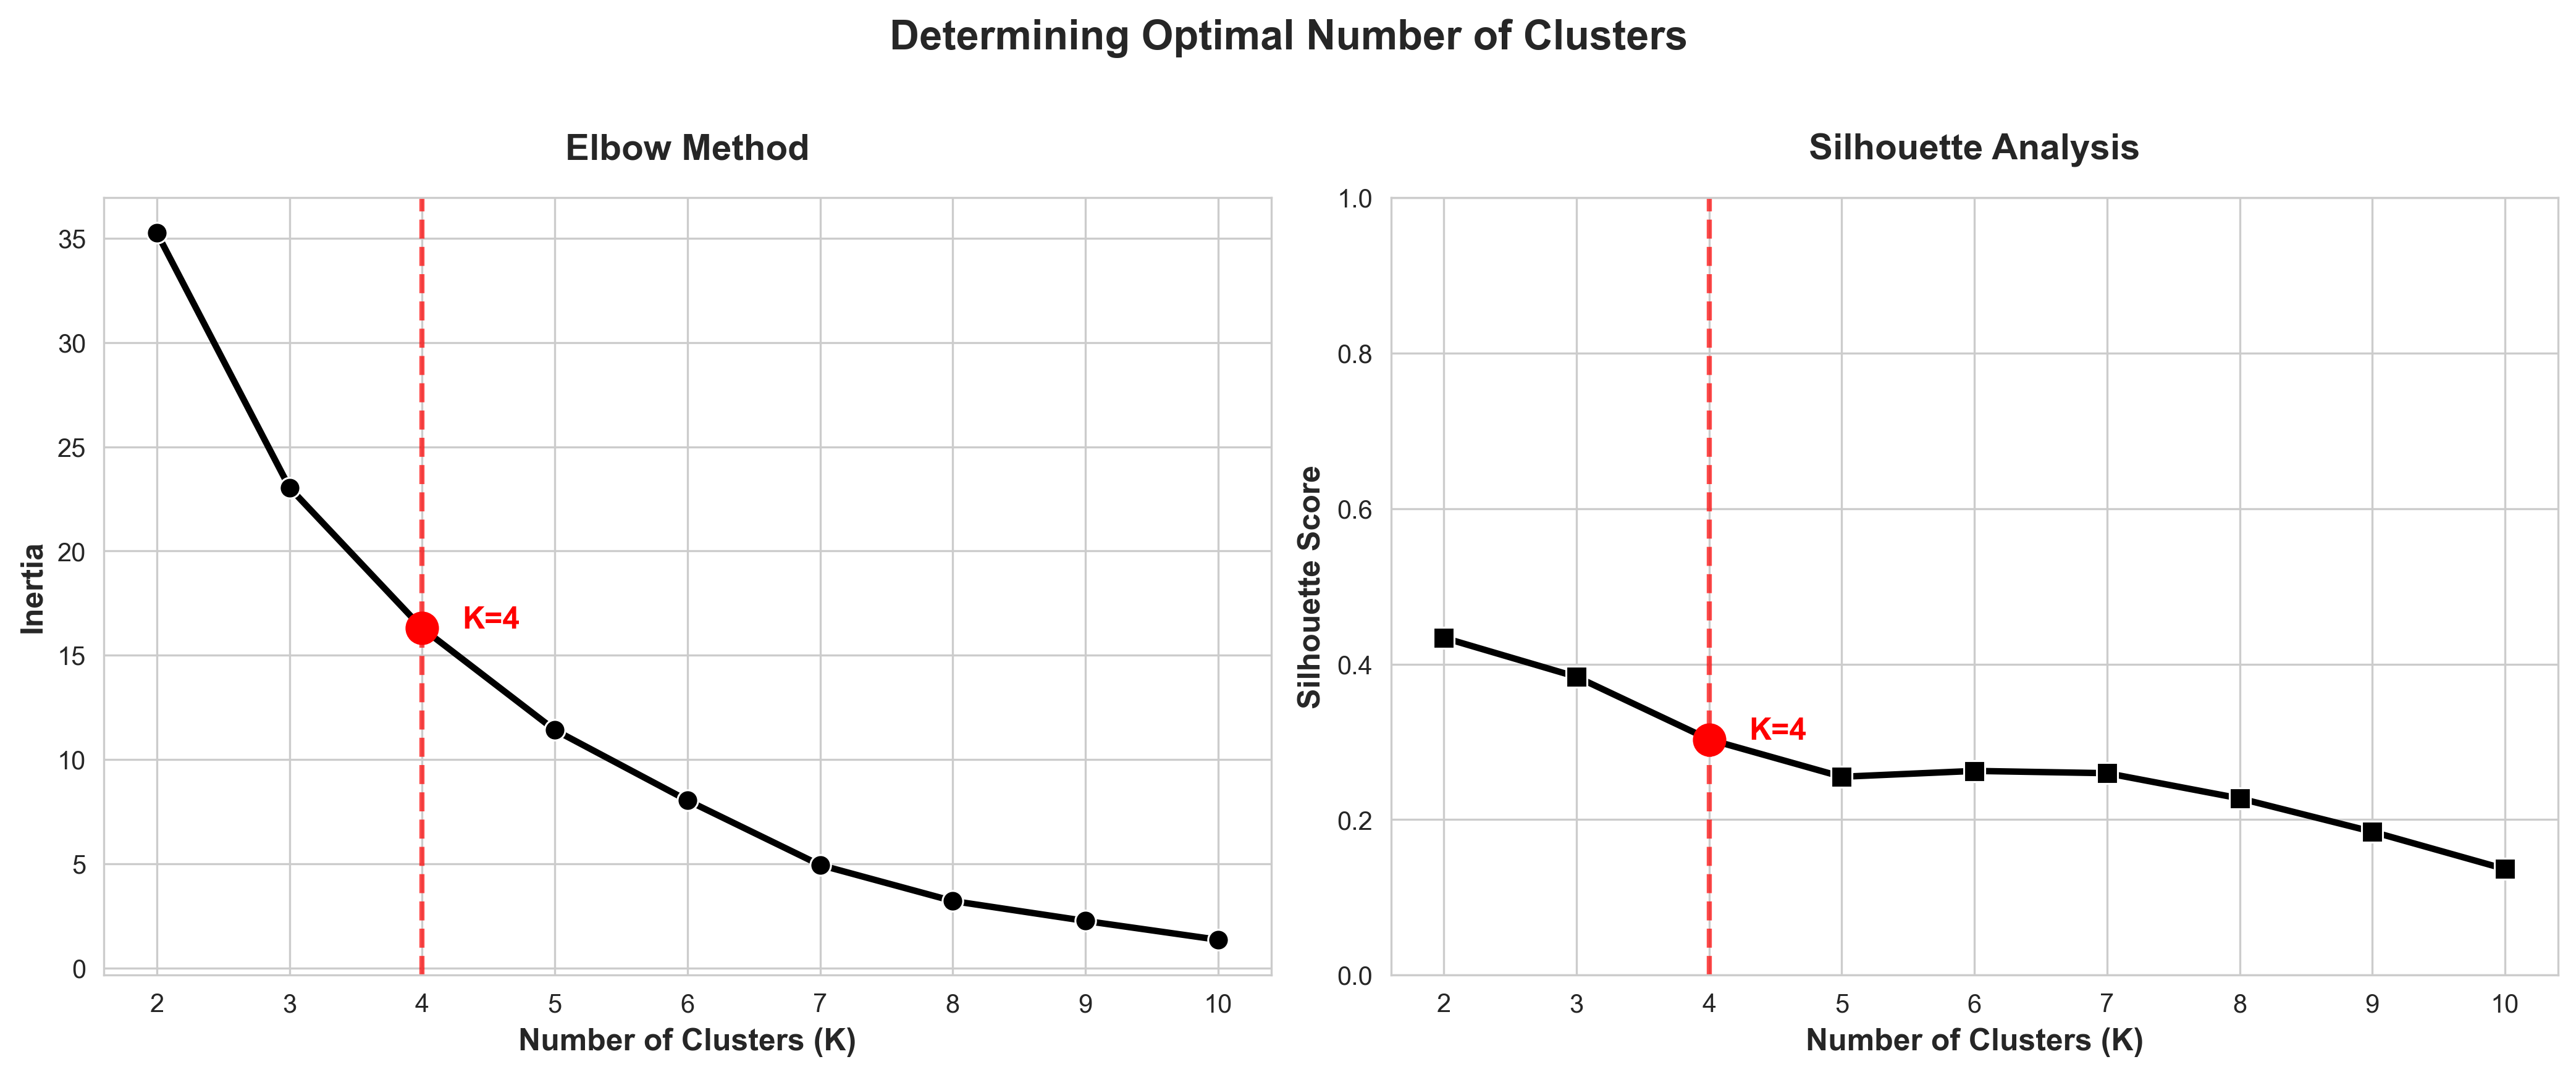 Determining Optimal Number of Clusters
Elbow Method
35
30
25
20
15
10
5
0
Inertia
K=4
2 3 4 5 6 7 8 9 10
Number of Clusters (K)
Silhouette Analysis
1.0
0.8
0.6
0.4
0.2
0.0
Silhouette Score
K=4
2 3 4 5 6 7 8 9 10
Number of Clusters (K)